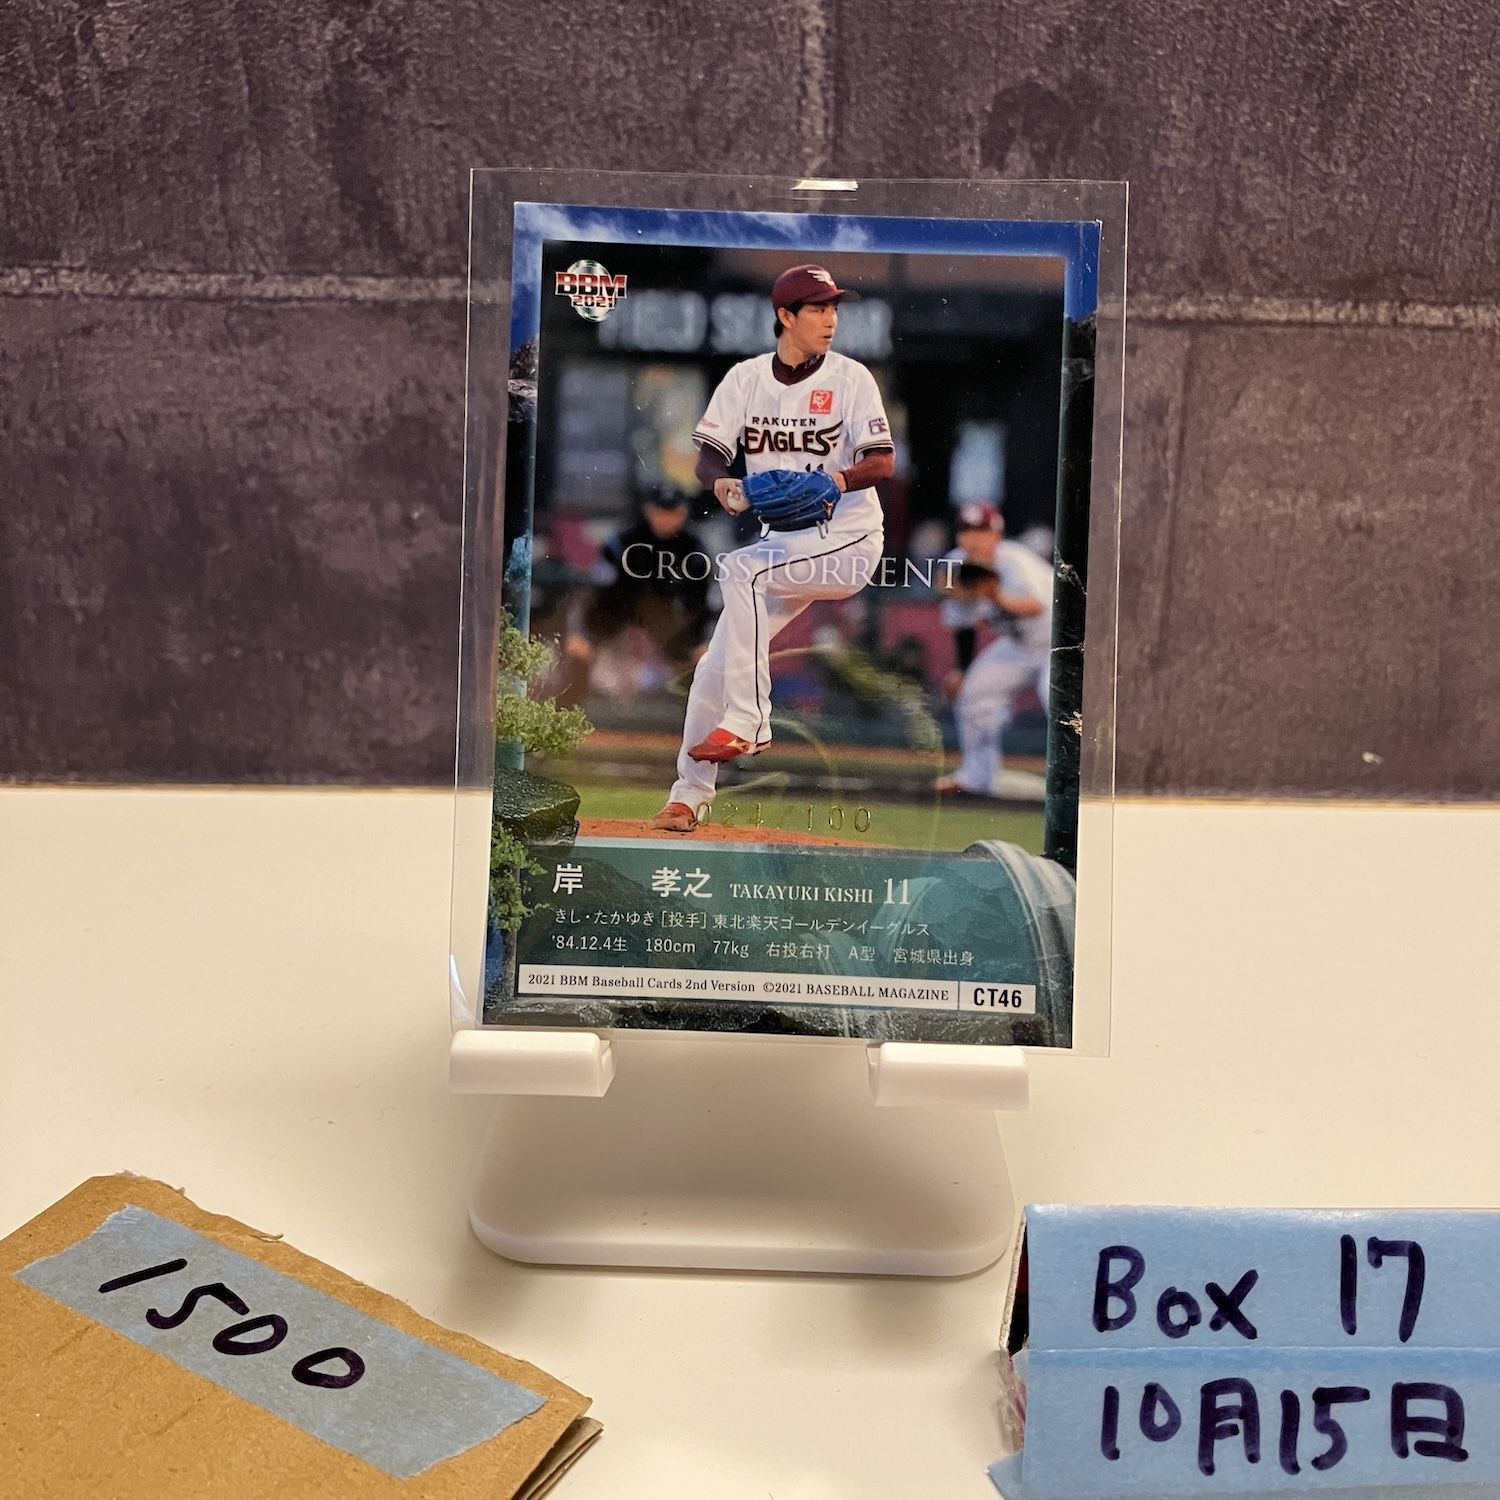 BBM
2021
RAKUTEN
EAGLES
CROSSTORRENT
024/100
岸 孝之 TAKAYUKI KISHI 11
きし・たかゆき [投手] 東北楽天ゴールデンイーグルス
'84.12.4生 180cm 77kg 右投右打 A型 宮城県出身
2021 BBM Baseball Cards 2nd Version ©2021 BASEBALL MAGAZINE CT46
1500
Box 17
10月15日